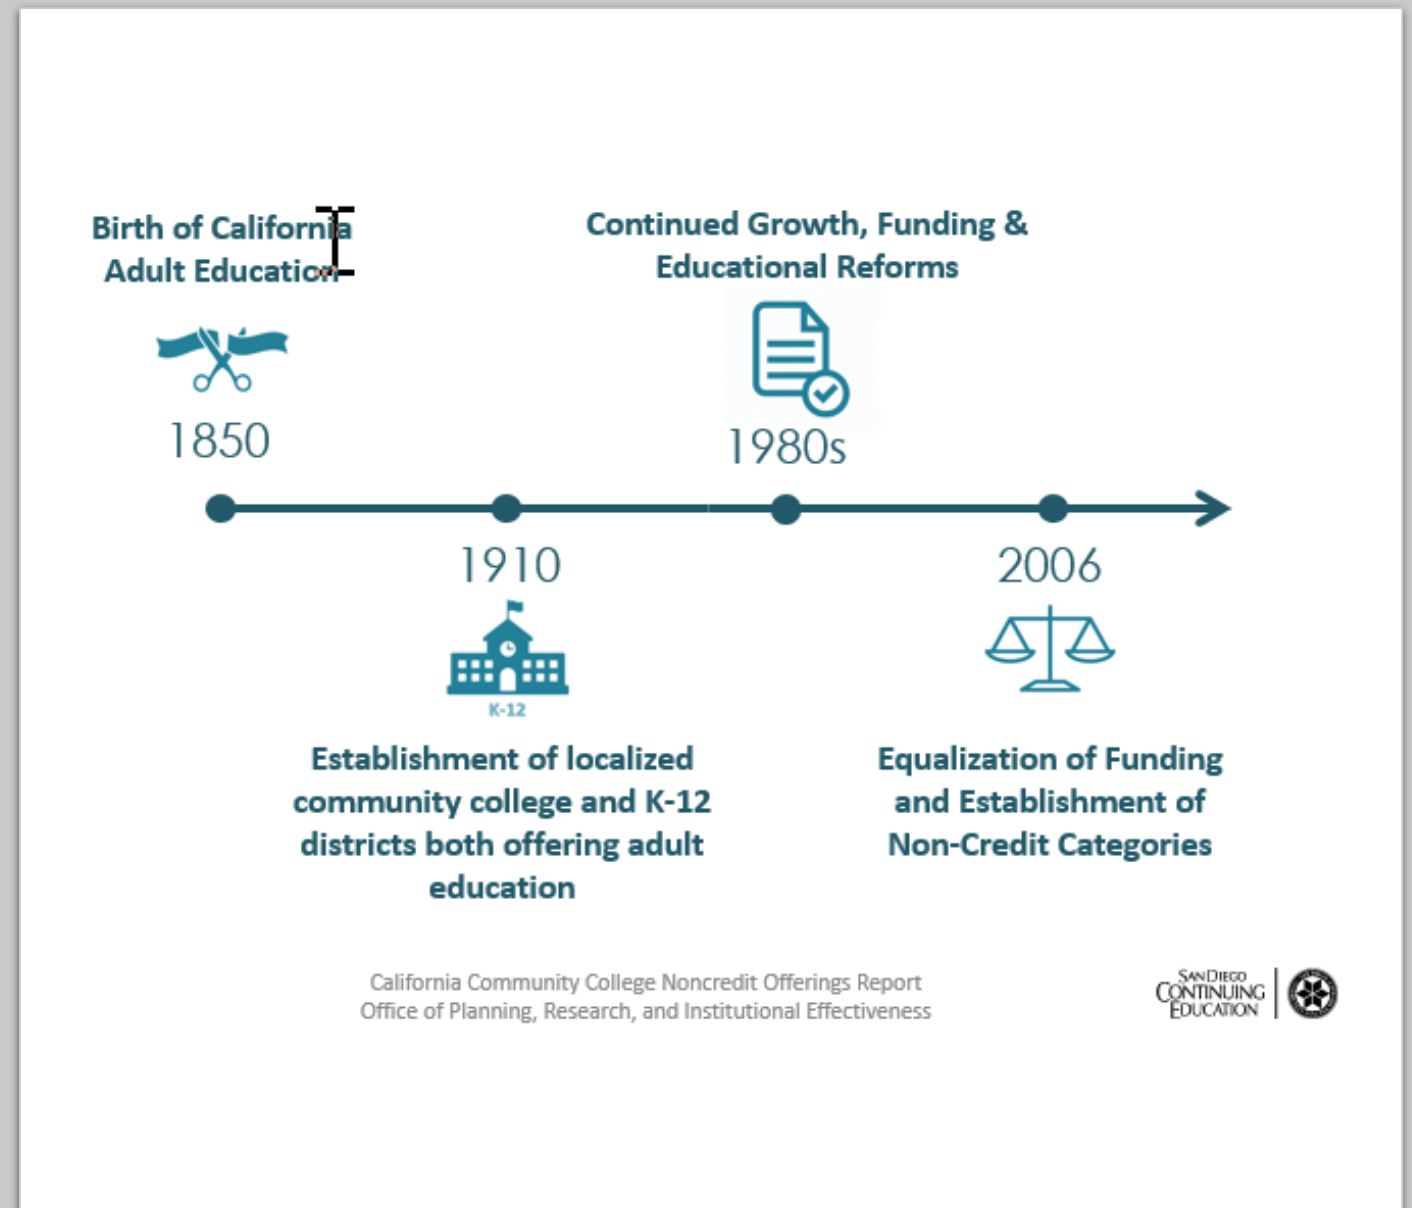 Birth of California
Adult Education
1850
Continued Growth, Funding &
Educational Reforms
1980s
1910
K-12
Establishment of localized
community college and K-12
districts both offering adult
education
2006
Equalization of Funding
and Establishment of
Non-Credit Categories
California Community College Noncredit Offerings Report
Office of Planning, Research, and Institutional Effectiveness
SAN DIEGO
CONTINUING
EDUCATION